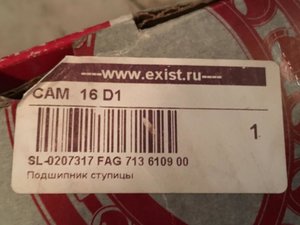 ----www.exist.ru----
CAM 16 D1
1
SL-0207317 FAG 713 6109 00
Подшипник ступицы